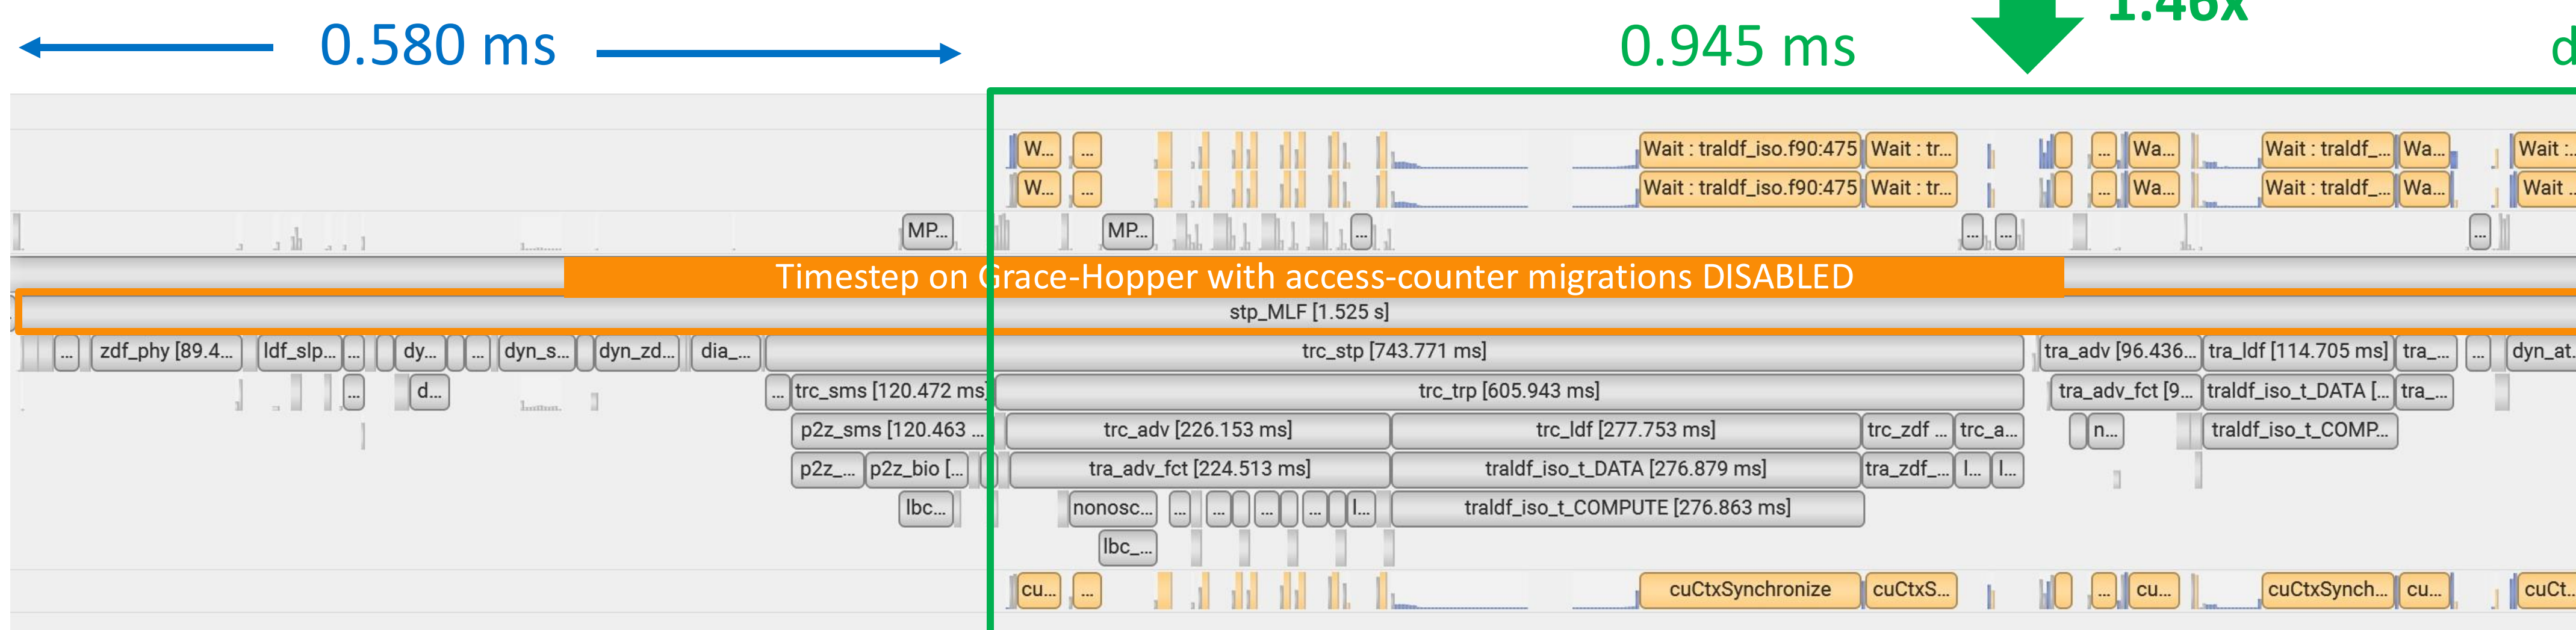 1.46x
0.580 ms
0.945 ms
d
W... ... Wait : traldf_iso.f90:475 Wait : tr... ... Wa... Wait : traldf_... Wa... Wait :...
W... ... Wait : traldf_iso.f90:475 Wait : tr... ... Wa... Wait : traldf_... Wa... Wait ...
MP... MP... ... ... ... ...
Timestep on Grace-Hopper with access-counter migrations DISABLED
stp_MLF [1.525 s]
... zdf_phy [89.4... ldf_slp... ... dy... ... dyn_s... dyn_zd... dia_... trc_stp [743.771 ms] tra_adv [96.436... tra_ldf [114.705 ms] tra_... ... dyn_at...
... d... ... trc_sms [120.472 ms] trc_trp [605.943 ms] tra_adv_fct [9... traldf_iso_t_DATA [... tra_...
p2z_sms [120.463 ... trc_adv [226.153 ms] trc_ldf [277.753 ms] trc_zdf ... trc_a... n... traldf_iso_t_COMP...
p2z_... p2z_bio [... tra_adv_fct [224.513 ms] traldf_iso_t_DATA [276.879 ms] tra_zdf_... l... l...
lbc... nonosc... ... ... ... ... l... traldf_iso_t_COMPUTE [276.863 ms]
lbc_...
cu... ... cuCtxSynchronize cuCtxS... ... cu... cuCtxSynch... cu... cuCt...